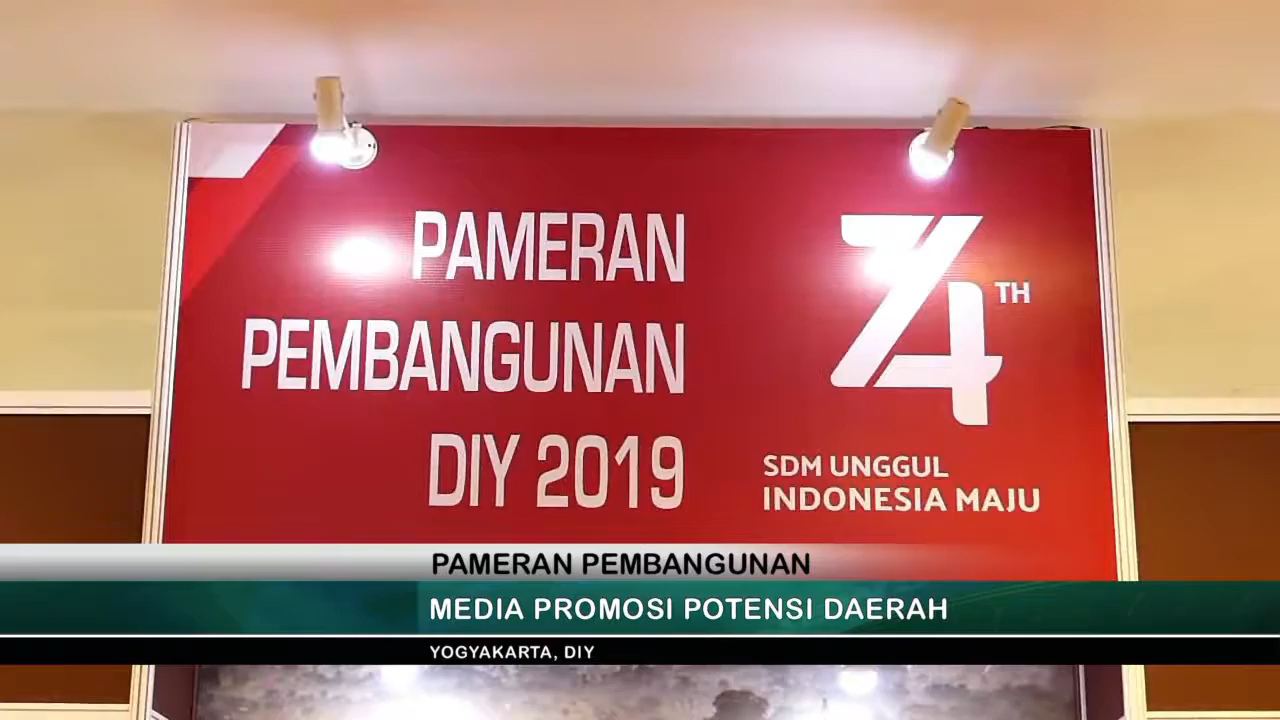 PAMERAN
PEMBANGUNAN
DIY 2019
74TH
SDM UNGGUL
INDONESIA MAJU
PAMERAN PEMBANGUNAN
MEDIA PROMOSI POTENSI DAERAH
YOGYAKARTA, DIY